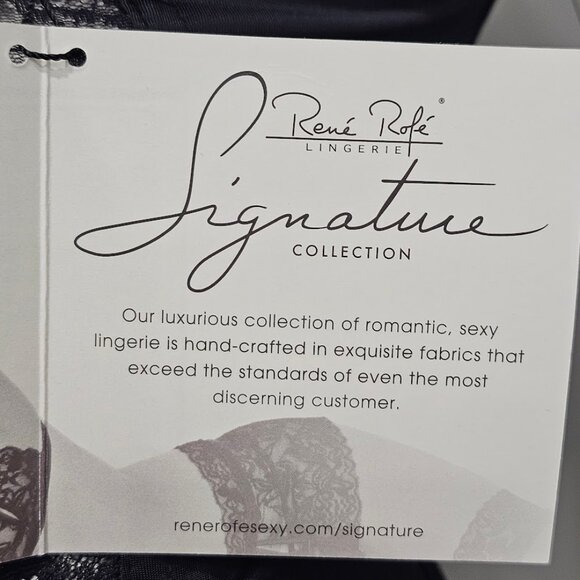 René Rofé®
LINGERIE
Signature
COLLECTION
Our luxurious collection of romantic, sexy
lingerie is hand-crafted in exquisite fabrics that
exceed the standards of even the most
discerning customer.
renerofesexy.com/signature